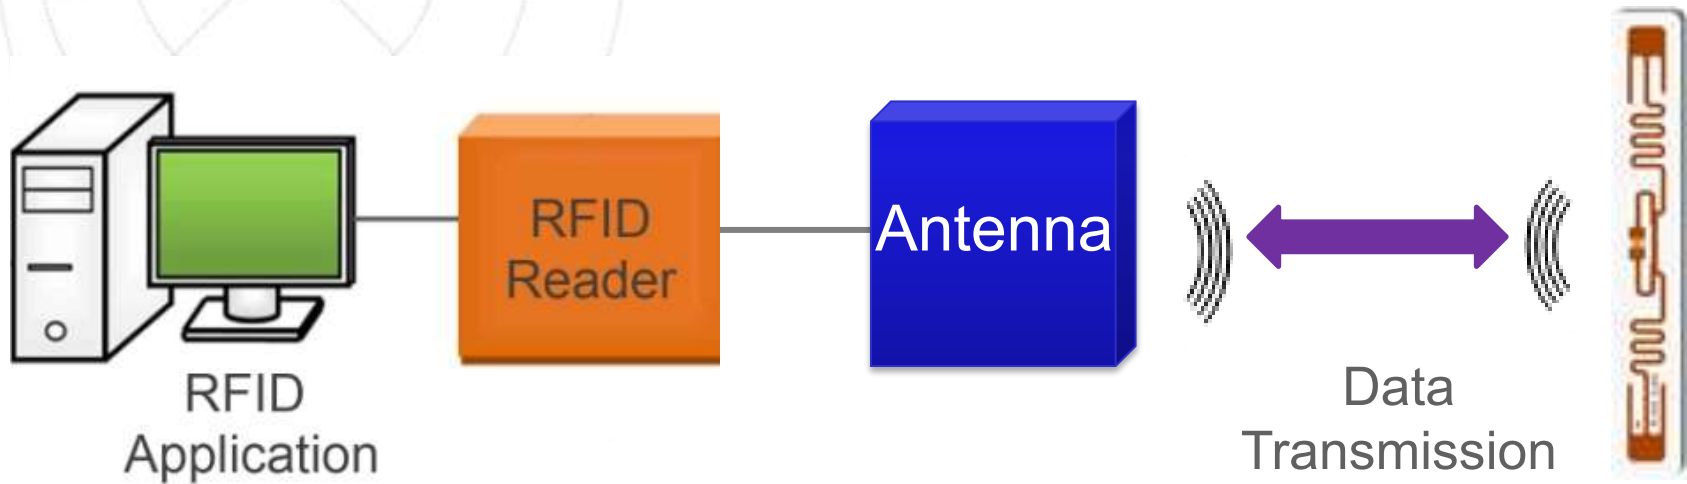 RFID
Application
RFID
Reader
Antenna
Data
Transmission